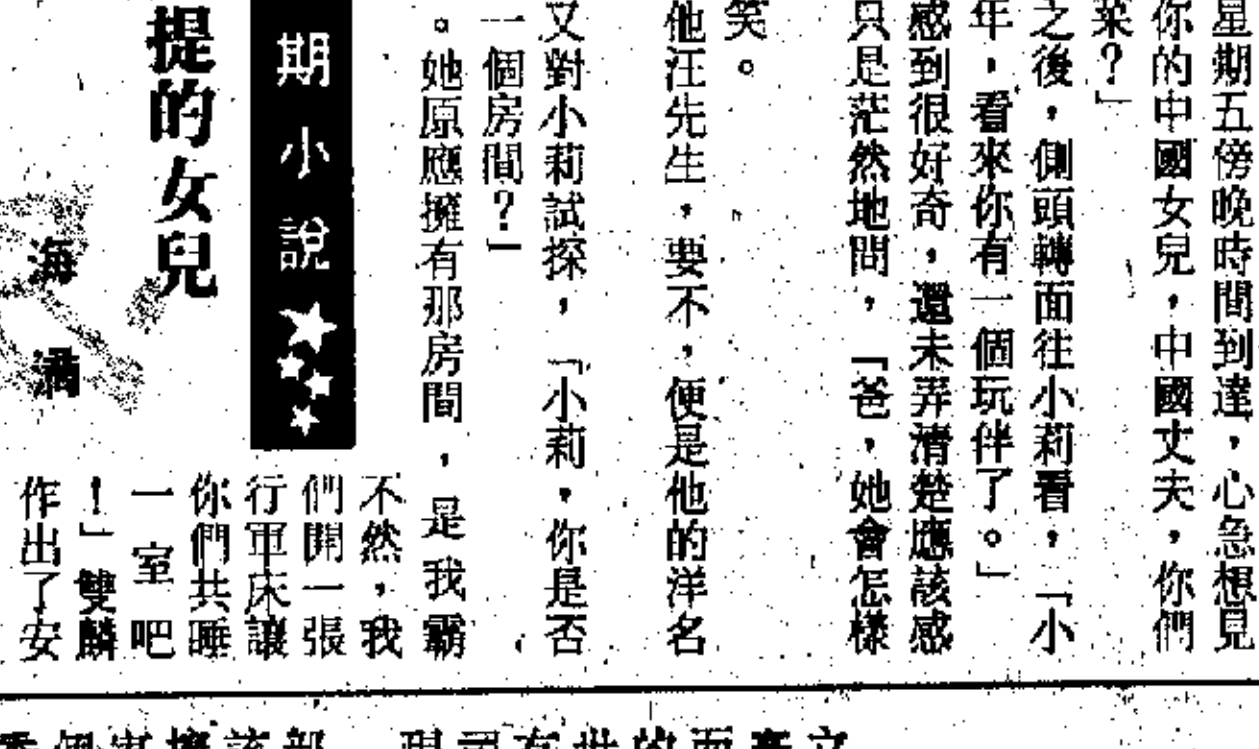 星期五傍晚時間到達，心急想見
你的中國女兒，中國丈夫，你們
菜？」
之後，側頭轉面往小莉看，「小
年，看來你有一個玩伴了。」
感到很好奇，還未弄清楚應該感
只是茫然地問，「爸，她會怎樣
笑。
他汪先生，要不，便是他的洋名
又對小莉試探，「小莉，你是否
一個房間？」
。她原應擁有那房間，是我霸
不然，我
們開一張
行軍床讓
你們共睡
一室吧
！」雙麟
作出了安
期小說
提的女兒
海